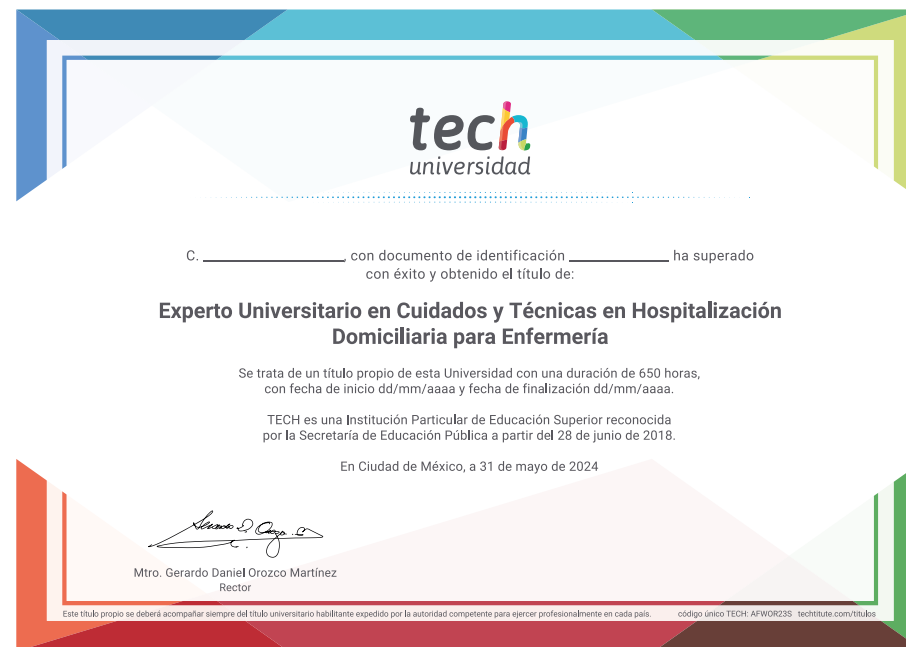 tech
universidad
C. ____________________, con documento de identificación ______________ ha superado
con éxito y obtenido el título de:
Experto Universitario en Cuidados y Técnicas en Hospitalización
Domiciliaria para Enfermería
Se trata de un título propio de esta Universidad con una duración de 650 horas,
con fecha de inicio dd/mm/aaaa y fecha de finalización dd/mm/aaaa.
TECH es una Institución Particular de Educación Superior reconocida
por la Secretaría de Educación Pública a partir del 28 de junio de 2018.
En Ciudad de México, a 31 de mayo de 2024
Mtro. Gerardo Daniel Orozco Martínez
Rector
Este título propio se deberá acompañar siempre del título universitario habilitante expedido por la autoridad competente para ejercer profesionalmente en cada país. código único TECH: AFWOR23S techtitute.com/titulos